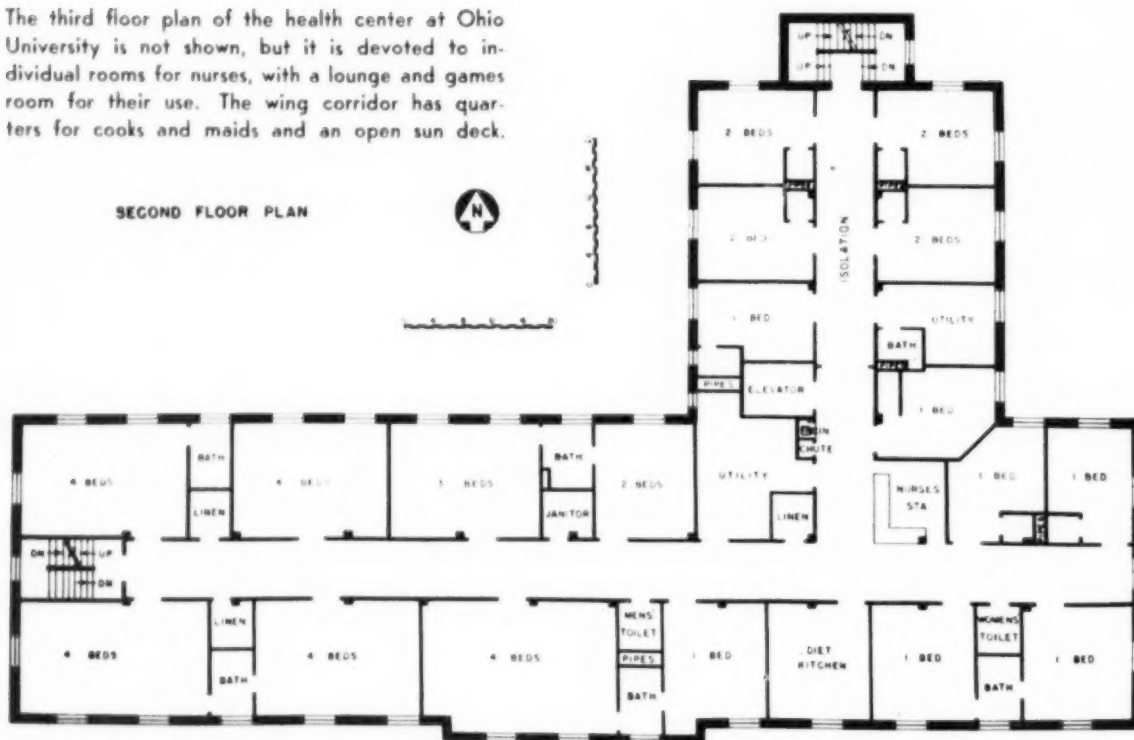 The third floor plan of the health center at Ohio
University is not shown, but it is devoted to in-
dividual rooms for nurses, with a lounge and games
room for their use. The wing corridor has quar-
ters for cooks and maids and an open sun deck.
SECOND FLOOR PLAN
N
UP DN
UP DN
2 BEDS
2 BEDS
PIPES
PIPES
2 BED
2 BEDS
ISOLATION
1 BED
UTILITY
BATH
PIPES
PIPES
ELEVATOR
1 BED
CHUTE
4 BEDS
BATH
LINEN
4 BEDS
3 BEDS
BATH
JANITOR
2 BEDS
UTILITY
LINEN
NURSES
STA
1 BED
1 BED
PIPES
DN UP
DN
4 BEDS
LINEN
BATH
4 BEDS
4 BEDS
MENS
TOILET
PIPES
BATH
1 BED
DIET
KITCHEN
1 BED
WOMENS
TOILET
BATH
1 BED